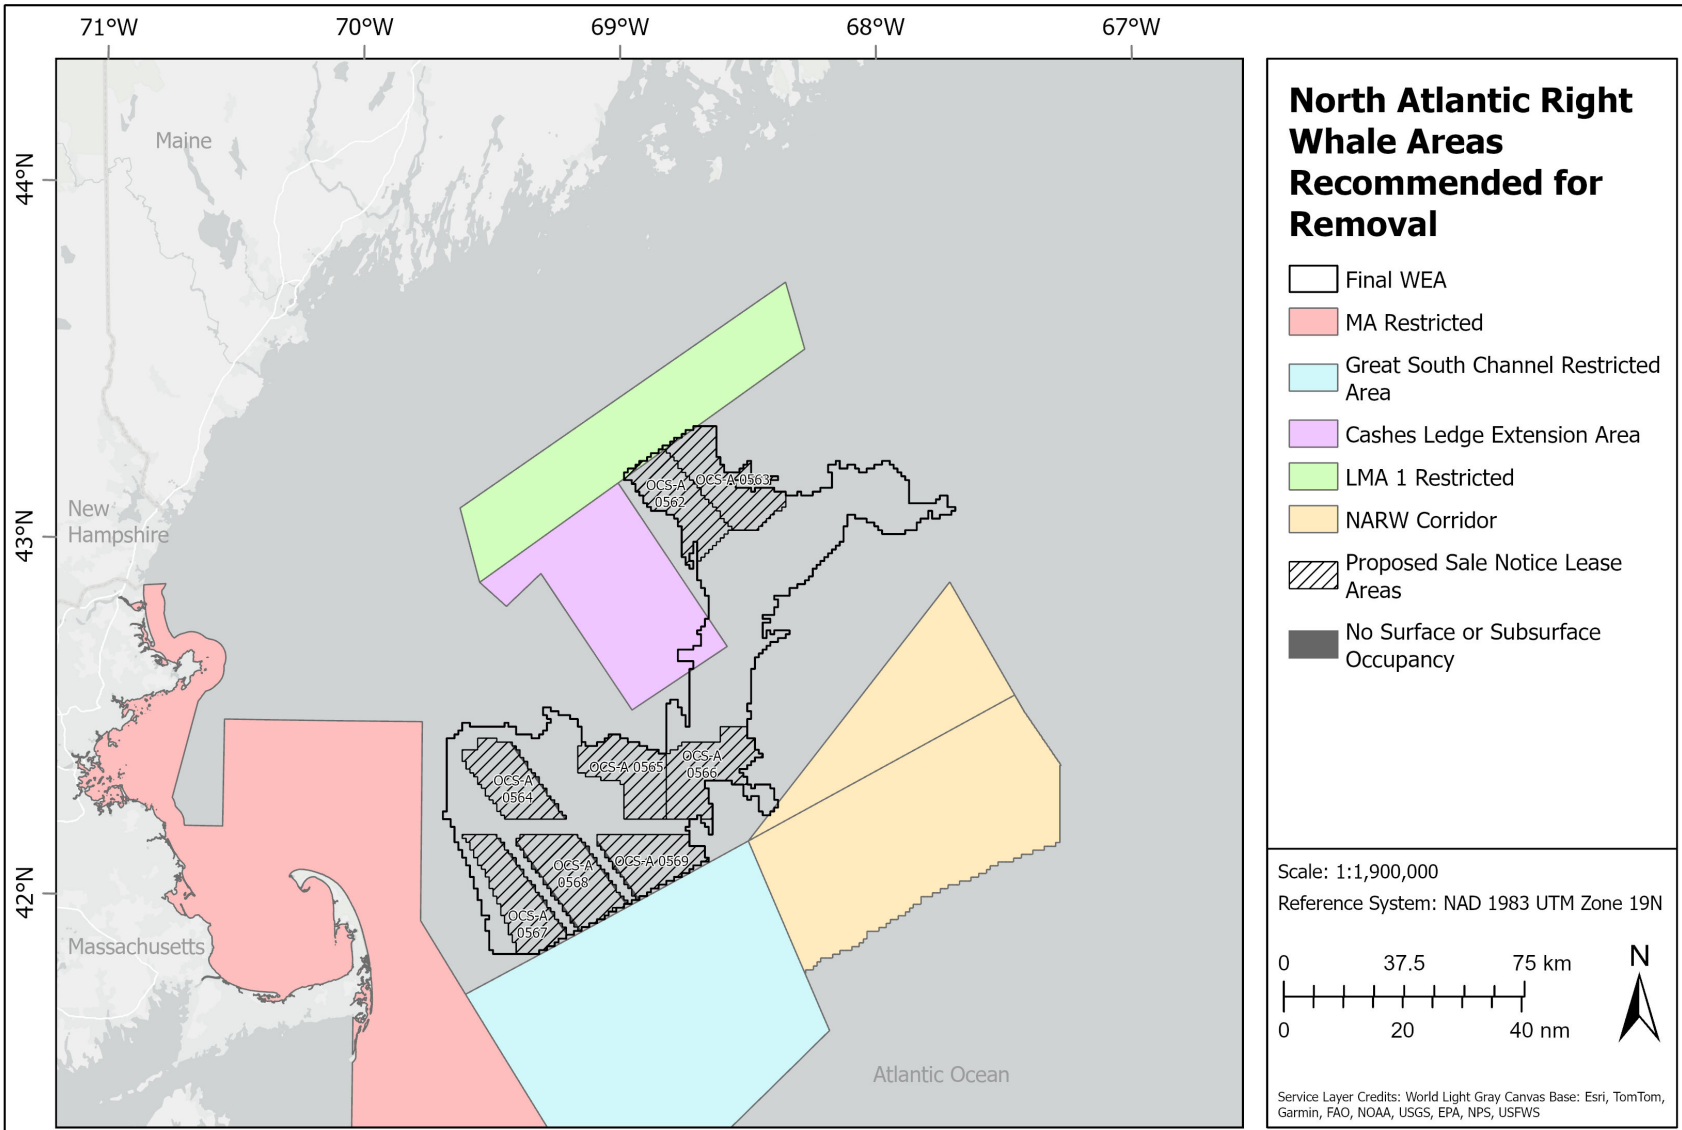 71°W 70°W 69°W 68°W 67°W
44°N
43°N
42°N
Maine
New
Hampshire
Massachusetts
Atlantic Ocean
OCS-A
0562
OCS-A 0563
OCS-A
0564
OCS-A 0565
OCS-A
0566
OCS-A
0567
OCS-A
0568
OCS-A 0569
North Atlantic Right
Whale Areas
Recommended for
Removal
Final WEA
MA Restricted
Great South Channel Restricted
Area
Cashes Ledge Extension Area
LMA 1 Restricted
NARW Corridor
Proposed Sale Notice Lease
Areas
No Surface or Subsurface
Occupancy
Scale: 1:1,900,000
Reference System: NAD 1983 UTM Zone 19N
0 37.5 75 km
0 20 40 nm
N
Service Layer Credits: World Light Gray Canvas Base: Esri, TomTom,
Garmin, FAO, NOAA, USGS, EPA, NPS, USFWS